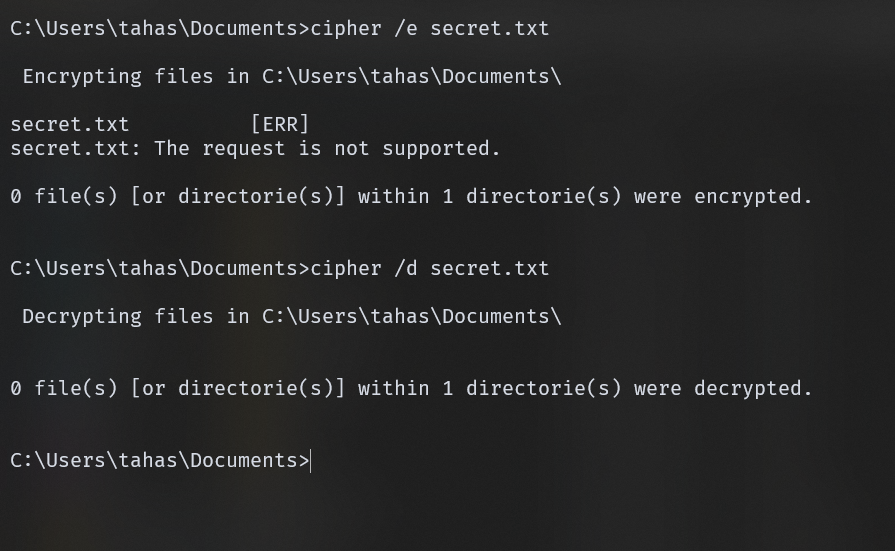 C:\Users\tahas\Documents>cipher /e secret.txt
Encrypting files in C:\Users\tahas\Documents\
secret.txt          [ERR]
secret.txt: The request is not supported.
0 file(s) [or directorie(s)] within 1 directorie(s) were encrypted.
C:\Users\tahas\Documents>cipher /d secret.txt
Decrypting files in C:\Users\tahas\Documents\
0 file(s) [or directorie(s)] within 1 directorie(s) were decrypted.
C:\Users\tahas\Documents>